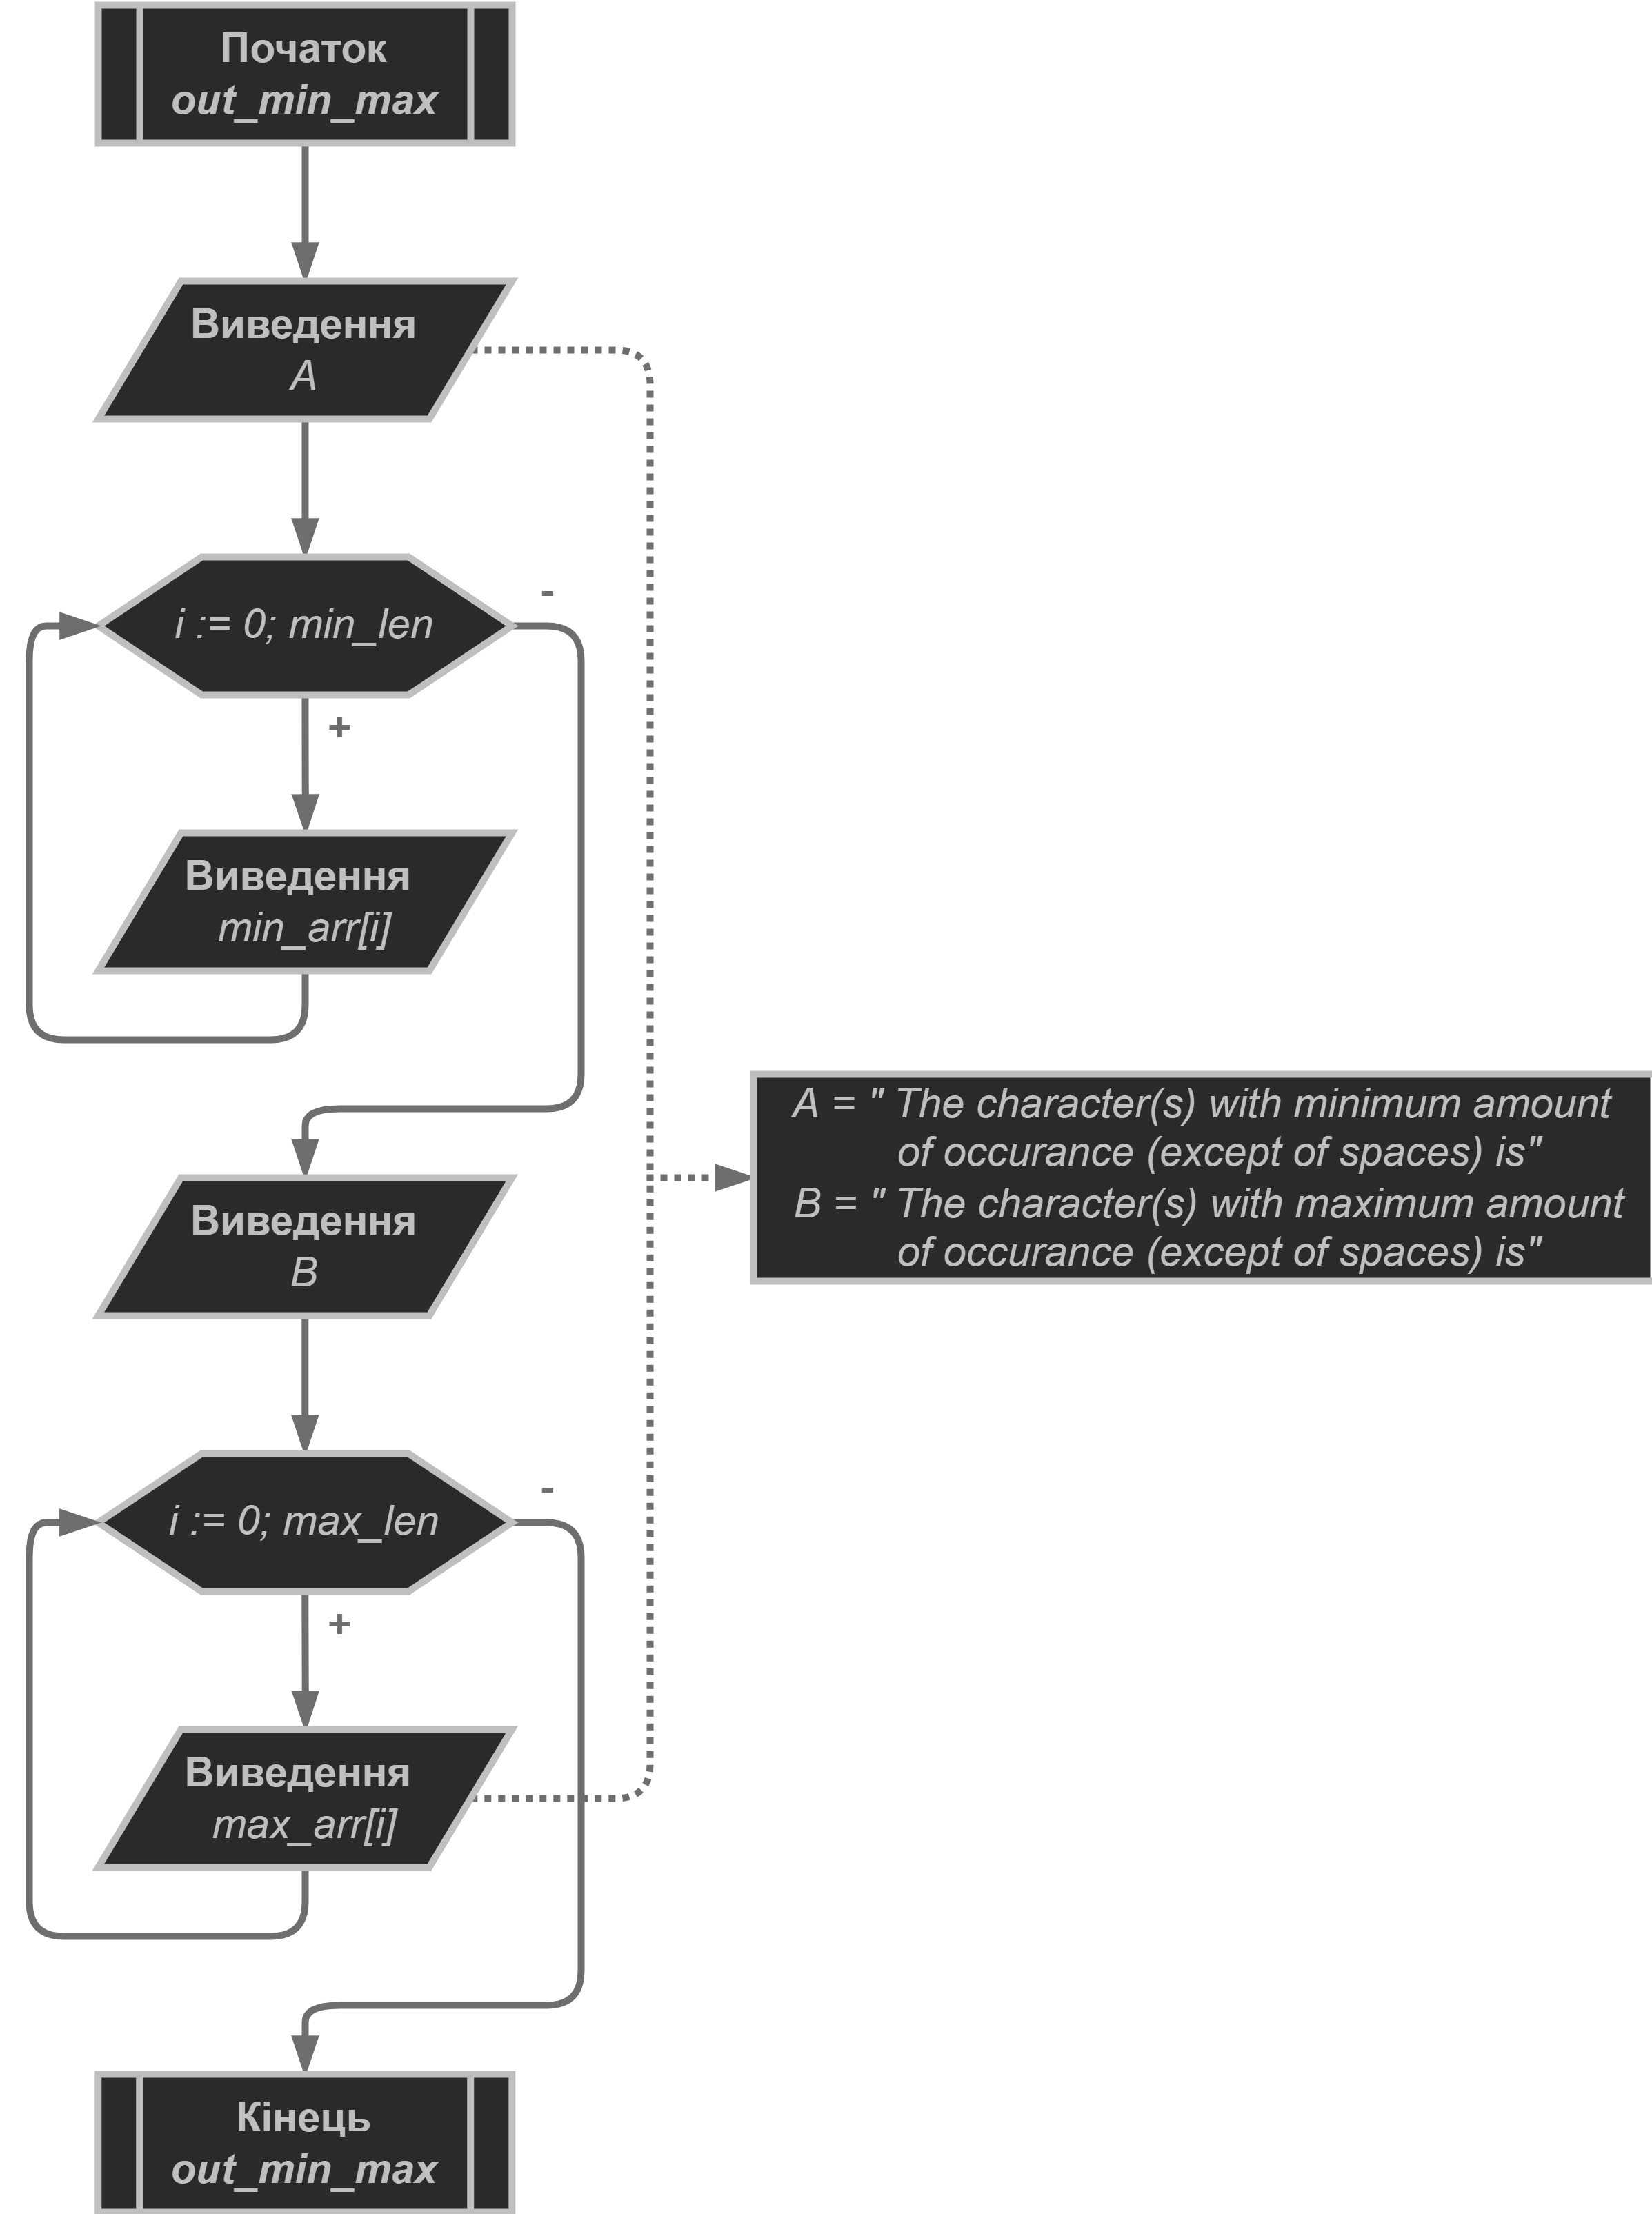 Початок
out_min_max
Виведення
A
i := 0; min_len
-
+
Виведення
min_arr[i]
A = " The character(s) with minimum amount
of occurance (except of spaces) is"
B = " The character(s) with maximum amount
of occurance (except of spaces) is"
Виведення
B
i := 0; max_len
-
+
Виведення
max_arr[i]
Кінець
out_min_max